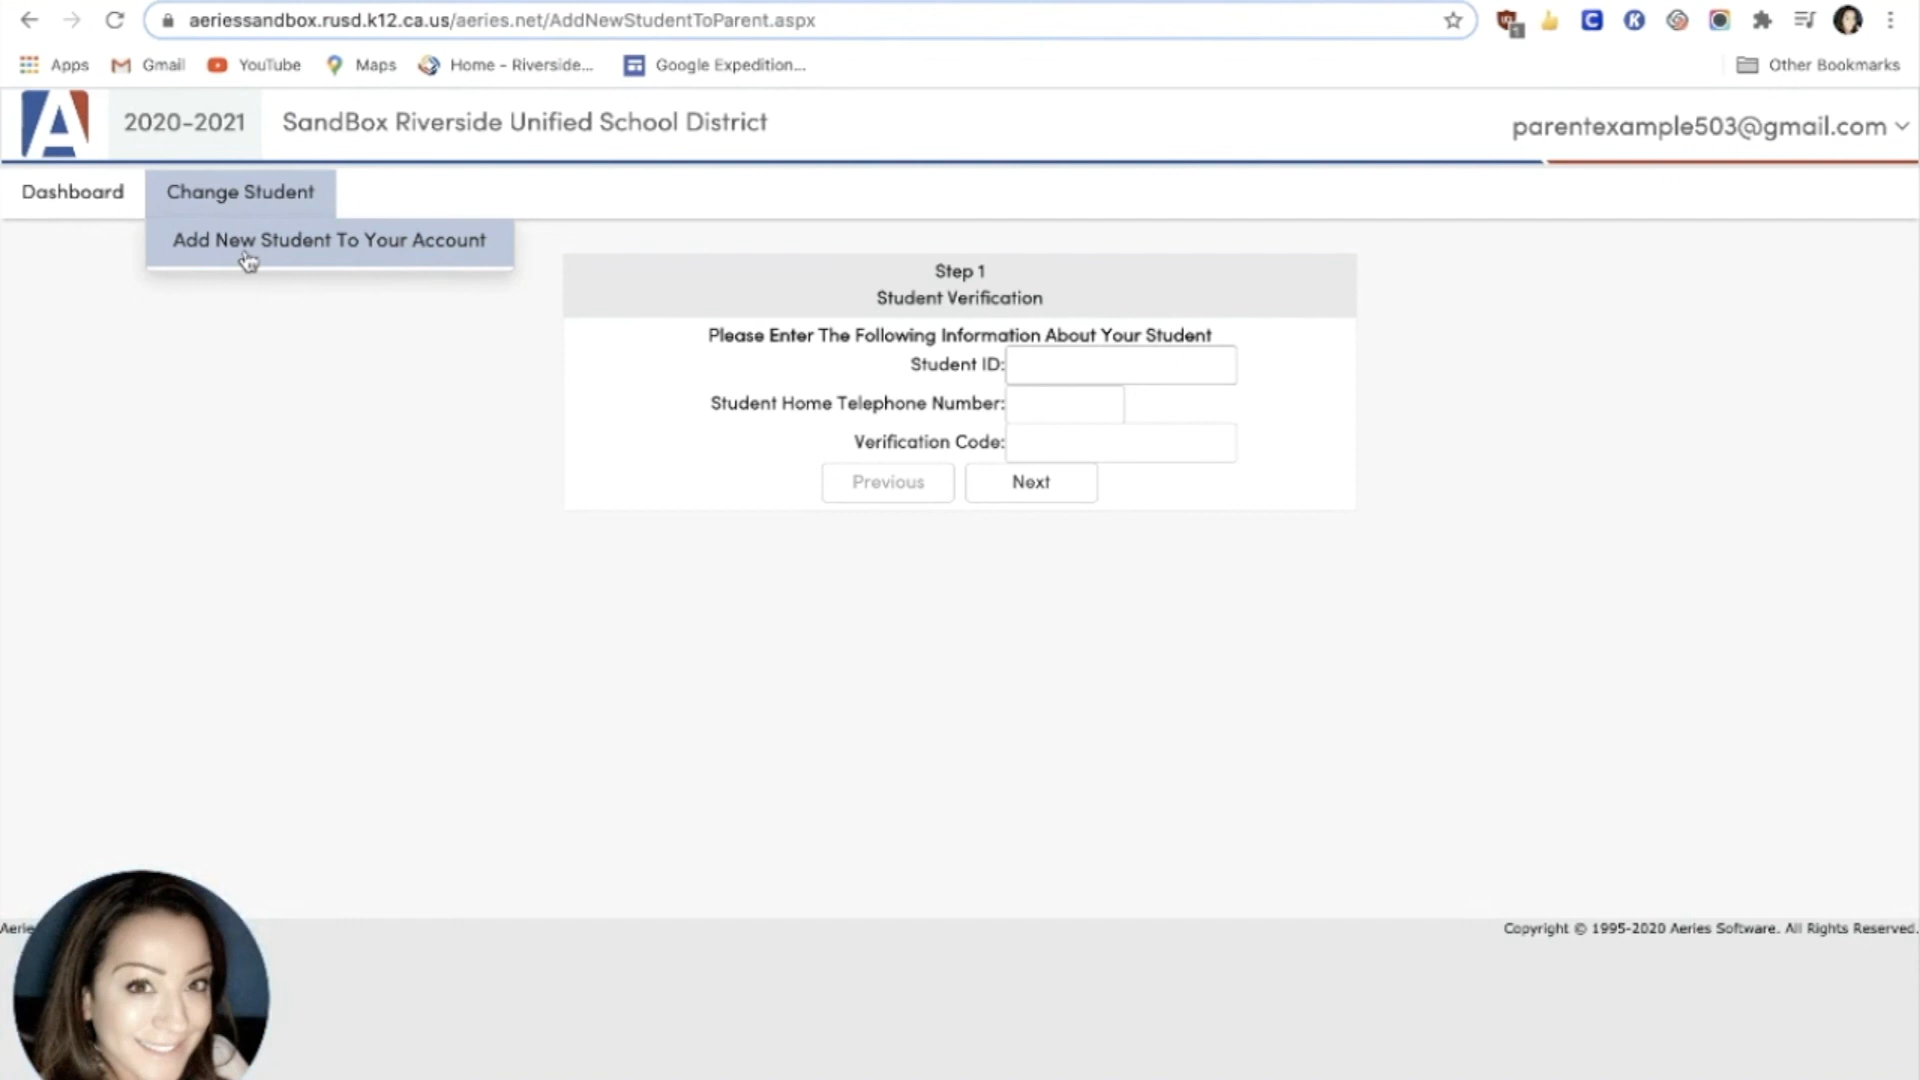 aeriessandbox.rusd.k12.ca.us/aeries.net/AddNewStudentToParent.aspx
Apps Gmail YouTube Maps Home - Riverside... Google Expedition... Other Bookmarks
2020-2021 SandBox Riverside Unified School District parentexample503@gmail.com
Dashboard Change Student
Add New Student To Your Account
Step 1
Student Verification
Please Enter The Following Information About Your Student
Student ID:
Student Home Telephone Number:
Verification Code:
Previous Next
Aerie Copyright © 1995-2020 Aeries Software. All Rights Reserved.